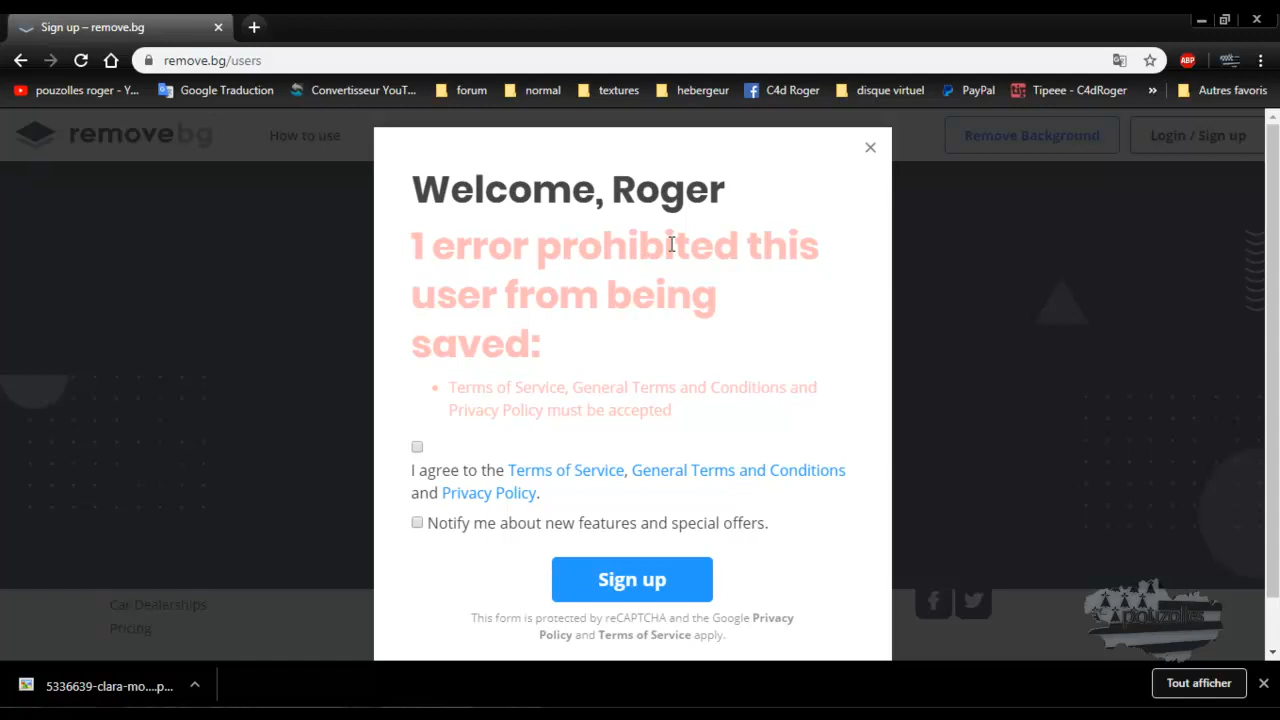 Sign up – remove.bg
remove.bg/users
ABP
pouzolles roger - Y...
Google Traduction
Convertisseur YouT...
forum
normal
textures
hebergeur
C4d Roger
disque virtuel
PayPal
Tipeee - C4dRoger
»
Autres favoris
removebg
How to use
Remove Background
Login / Sign up
Welcome, Roger
1 error prohibited this
user from being
saved:
Terms of Service, General Terms and Conditions and
Privacy Policy must be accepted
I agree to the Terms of Service, General Terms and Conditions
and Privacy Policy.
Notify me about new features and special offers.
Sign up
This form is protected by reCAPTCHA and the Google Privacy
Policy and Terms of Service apply.
Car Dealerships
Pricing
pouzolles
5336639-clara-mo....p...
Tout afficher